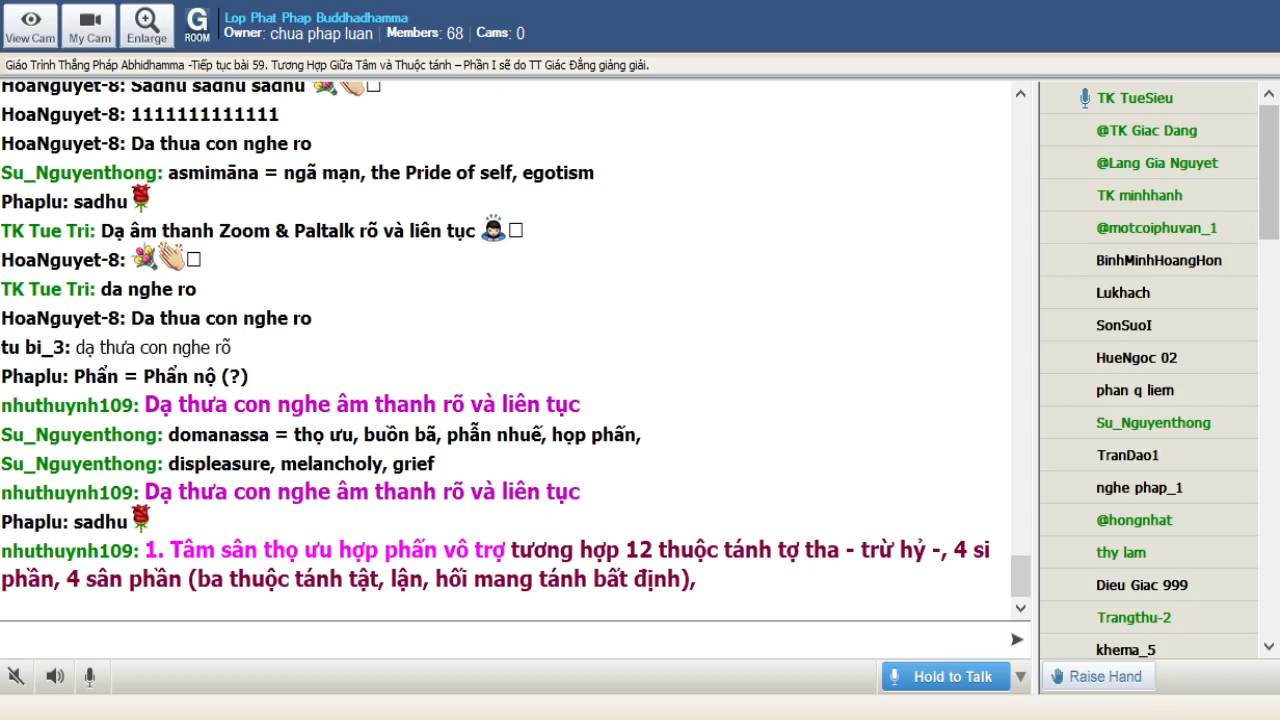 View Cam
My Cam
Enlarge
G
ROOM
Lop Phat Phap Buddhadhamma
Owner: chua phap luan Members: 68 Cams: 0
Giáo Trình Thắng Pháp Abhidhamma -Tiếp tục bài 59. Tương Hợp Giữa Tâm và Thuộc tánh – Phần I sẽ do TT Giác Đẳng giảng giải.
HoaNguyet-8: Sadhu sadhu sadhu
HoaNguyet-8: 1111111111111
HoaNguyet-8: Da thua con nghe ro
Su_Nguyenthong: asmimāna = ngã mạn, the Pride of self, egotism
Phaplu: sadhu
TK Tue Tri: Dạ âm thanh Zoom & Paltalk rõ và liên tục
HoaNguyet-8:
TK Tue Tri: da nghe ro
HoaNguyet-8: Da thua con nghe ro
tu bi_3: dạ thưa con nghe rõ
Phaplu: Phẩn = Phẩn nộ (?)
nhuthuynh109: Dạ thưa con nghe âm thanh rõ và liên tục
Su_Nguyenthong: domanassa = thọ ưu, buồn bã, phẫn nhuế, họp phấn,
Su_Nguyenthong: displeasure, melancholy, grief
nhuthuynh109: Dạ thưa con nghe âm thanh rõ và liên tục
Phaplu: sadhu
nhuthuynh109: 1. Tâm sân thọ ưu hợp phấn vô trợ tương hợp 12 thuộc tánh tợ tha - trừ hỷ -, 4 si
phần, 4 sân phần (ba thuộc tánh tật, lận, hối mang tánh bất định),
TK TueSieu
@TK Giac Dang
@Lang Gia Nguyet
TK minhhanh
@motcoiphuvan_1
BinhMinhHoangHon
Lukhach
SonSuoI
HueNgoc 02
phan q liem
Su_Nguyenthong
TranDao1
nghe phap_1
@hongnhat
thy lam
Dieu Giac 999
Trangthu-2
khema_5
Hold to Talk
Raise Hand